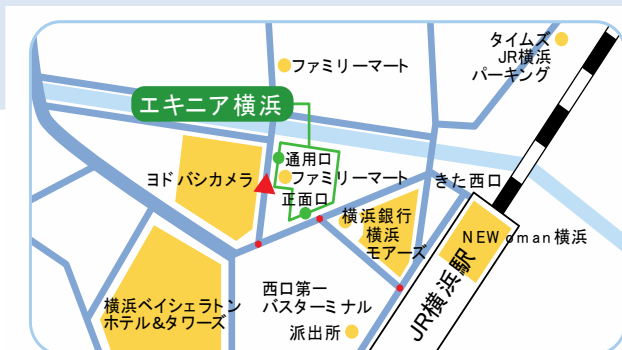 タイムズ
JR横浜
パーキング
ファミリーマート
エキニア横浜
通用口
ヨドバシカメラ
ファミリーマート
きた西口
正面口
横浜銀行
横浜
モアーズ
NEWoman横浜
JR横浜駅
西口第一
バスターミナル
横浜ベイシェラトン
ホテル&タワーズ
派出所